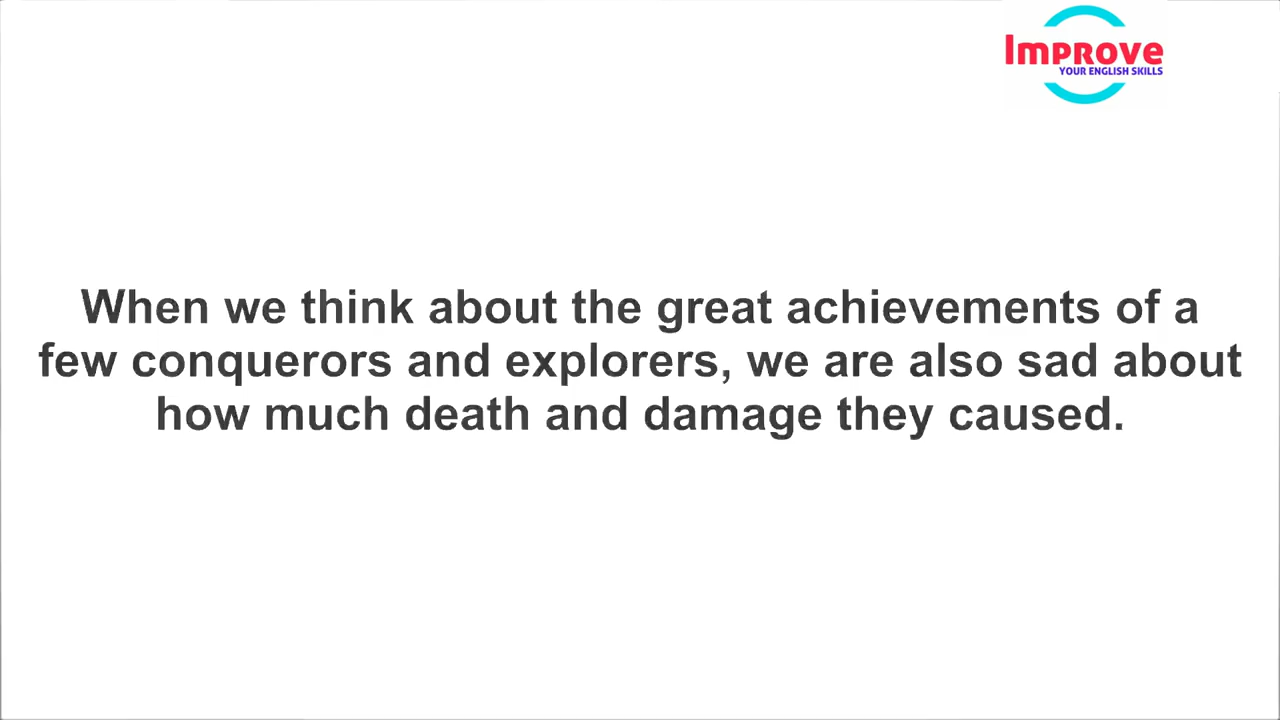 Improve
YOUR ENGLISH SKILLS
When we think about the great achievements of a
few conquerors and explorers, we are also sad about
how much death and damage they caused.